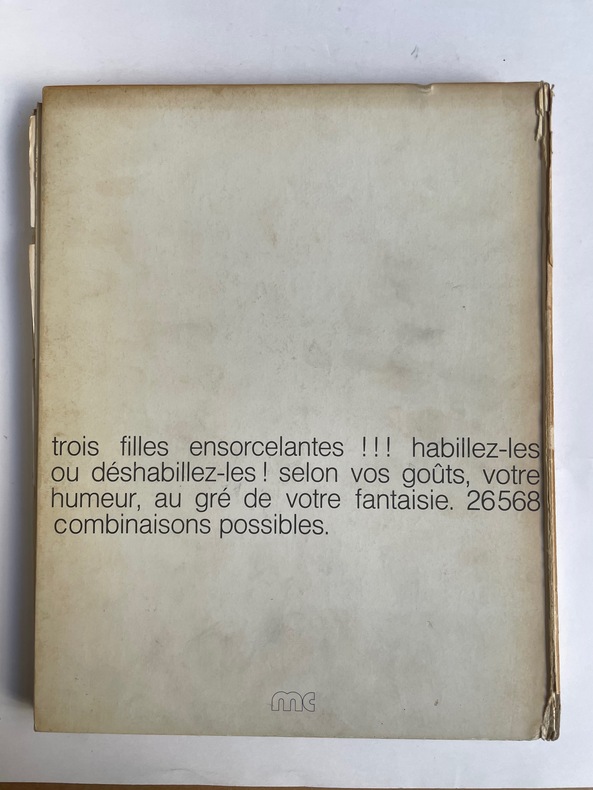 trois filles ensorcelantes !!! habillez-les
ou déshabillez-les ! selon vos goûts, votre
humeur, au gré de votre fantaisie. 26568
combinaisons possibles.
mc